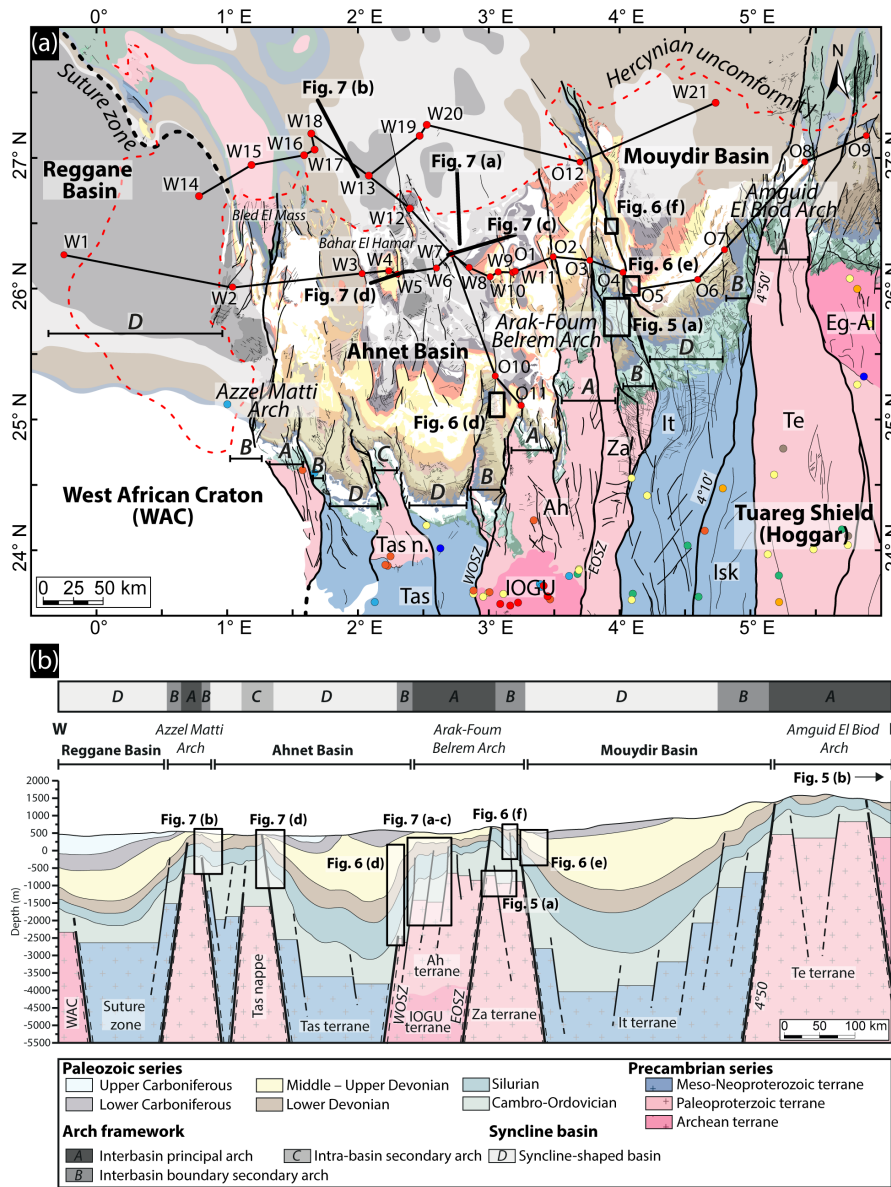 (a)
Suture zone
Fig. 7 (b)
Hercynian uncomformity
N
W21
W20
W19
W18
W17
W16
W15
W14
W13
W12
27° N
26° N
25° N
24° N
Reggane
Basin
Bled El Mass
Bahar El Hamar
Fig. 7 (a)
Fig. 7 (c)
Fig. 7 (d)
Mouydir Basin
O12
O8
O9
Amguid
El Biod Arch
Fig. 6 (f)
W1
W2
W3
W4
W5
W6
W7
W8
W9
W10
W11
O1
O2
O3
O4
O5
O6
O7
Fig. 6 (e)
A
B
4°50'
D
Arak-Foum
Belrem Arch
Fig. 5 (a)
Eg-Al
Ahnet Basin
D
B
Azzel Matti
Arch
O10
O11
A
Fig. 6 (d)
It
Te
B
A
B
C
D
D
B
A
Za
4°10'
West African Craton
(WAC)
Ah
Tuareg Shield
(Hoggar)
Tas n.
WOSZ
EOSZ
IOGU
Tas
Isk
0 25 50 km
0° 1° E 2° E 3° E 4° E 5° E
(b)
D B A B C D B A B D B A
W
Azzel Matti
Arch
Arak-Foum
Belrem Arch
Amguid El Biod
Arch
Reggane Basin
Ahnet Basin
Mouydir Basin
Fig. 5 (b)
2000
1500
1000
500
0
-500
-1000
-1500
-2000
-2500
-3000
-3500
-4000
-4500
-5000
-5500
Depth (m)
Fig. 7 (b)
Fig. 7 (d)
Fig. 7 (a-c)
Fig. 6 (f)
Fig. 6 (d)
Fig. 6 (e)
Fig. 5 (a)
WAC
Suture
zone
Tas nappe
Tas terrane
WOSZ
Ah
terrane
IOGU
terrane
EOSZ
Za terrane
It terrane
4°50
Te terrane
0 50 100 km
Paleozoic series
Precambrian series
Upper Carboniferous
Middle – Upper Devonian
Silurian
Meso-Neoproterozoic terrane
Lower Carboniferous
Lower Devonian
Cambro-Ordovician
Paleoproterzoic terrane
Archean terrane
Arch framework
Syncline basin
A Interbasin principal arch
C Intra-basin secondary arch
D Syncline-shaped basin
B Interbasin boundary secondary arch